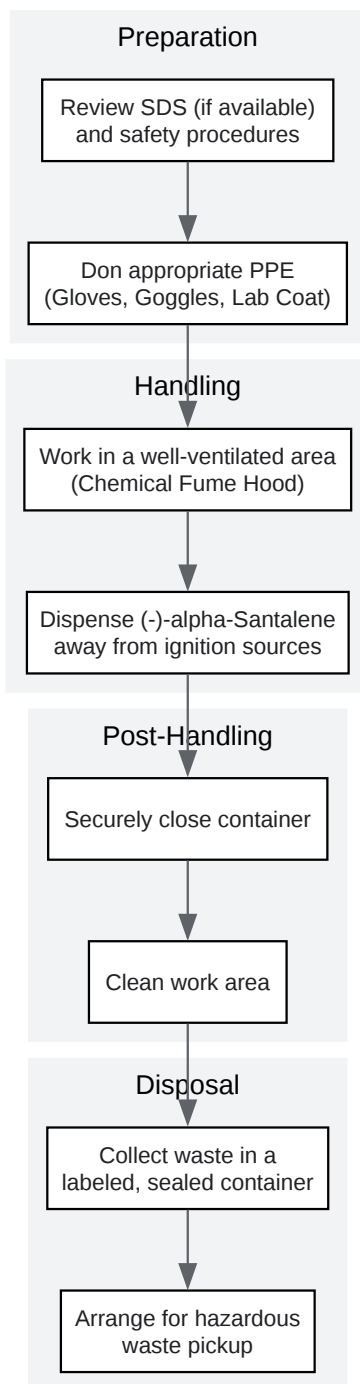 Preparation
Review SDS (if available)
and safety procedures
Don appropriate PPE
(Gloves, Goggles, Lab Coat)
Handling
Work in a well-ventilated area
(Chemical Fume Hood)
Dispense (-)-alpha-Santalene
away from ignition sources
Post-Handling
Securely close container
Clean work area
Disposal
Collect waste in a
labeled, sealed container
Arrange for hazardous
waste pickup